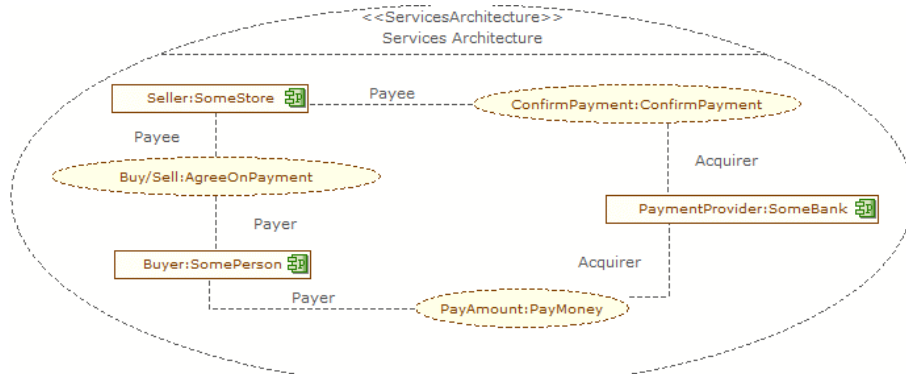 <<ServicesArchitecture>>
Services Architecture
Seller:SomeStore
Payee
ConfirmPayment:ConfirmPayment
Payee
Acquirer
Buy/Sell:AgreeOnPayment
PaymentProvider:SomeBank
Payer
Buyer:SomePerson
Acquirer
Payer
PayAmount:PayMoney